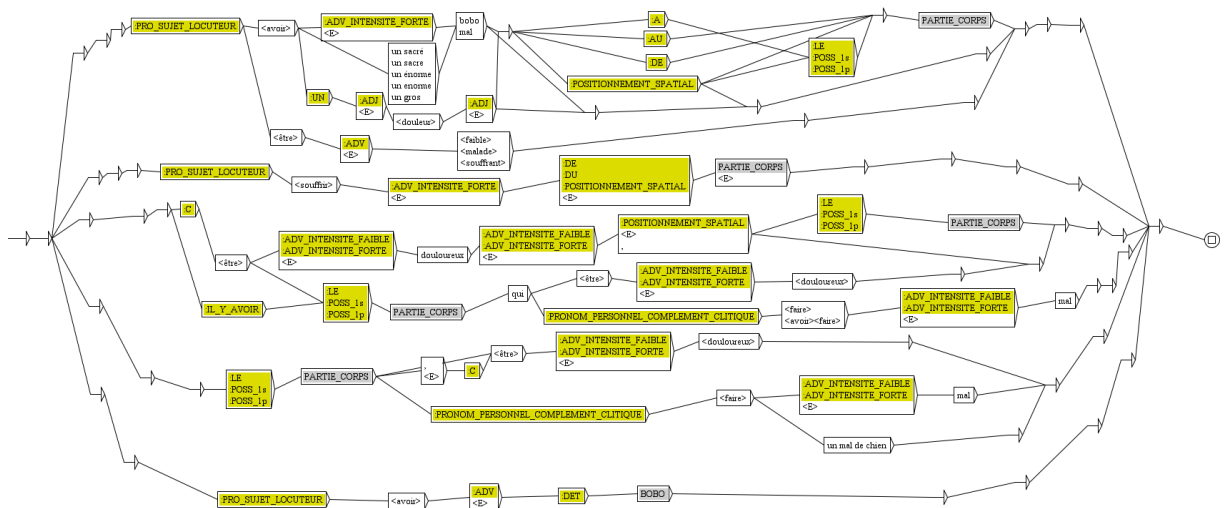 :PRO_SUJET_LOCUTEUR
<avoir>
:ADV_INTENSITE_FORTE
<E>
bobo
mal
un sacré
un sacre
un énorme
un enorme
un gros
:UN
:ADJ
<E>
<douleur>
:ADJ
<E>
:A
:AU
:DE
:POSITIONNEMENT_SPATIAL
:LE
:POSS_1s
:POSS_1p
PARTIE_CORPS
<être>
:ADV
<E>
<faible>
<malade>
<souffrant>
:PRO_SUJET_LOCUTEUR
<souffrir>
:ADV_INTENSITE_FORTE
<E>
:DE
:DU
:POSITIONNEMENT_SPATIAL
<E>
PARTIE_CORPS
<E>
:C
<être>
:ADV_INTENSITE_FAIBLE
:ADV_INTENSITE_FORTE
<E>
douloureux
:ADV_INTENSITE_FAIBLE
:ADV_INTENSITE_FORTE
<E>
:POSITIONNEMENT_SPATIAL
<E>
,
:LE
:POSS_1s
:POSS_1p
PARTIE_CORPS
:IL_Y_AVOIR
:LE
:POSS_1s
:POSS_1p
PARTIE_CORPS
qui
<être>
:ADV_INTENSITE_FAIBLE
:ADV_INTENSITE_FORTE
<E>
<douloureux>
:PRONOM_PERSONNEL_COMPLEMENT_CLITIQUE
<faire>
<avoir><faire>
:ADV_INTENSITE_FAIBLE
:ADV_INTENSITE_FORTE
<E>
mal
:LE
:POSS_1s
:POSS_1p
PARTIE_CORPS
,
<E>
:C
<être>
:ADV_INTENSITE_FAIBLE
:ADV_INTENSITE_FORTE
<E>
<douloureux>
:PRONOM_PERSONNEL_COMPLEMENT_CLITIQUE
<faire>
:ADV_INTENSITE_FAIBLE
:ADV_INTENSITE_FORTE
<E>
mal
un mal de chien
:PRO_SUJET_LOCUTEUR
<avoir>
:ADV
<E>
:DET
BOBO